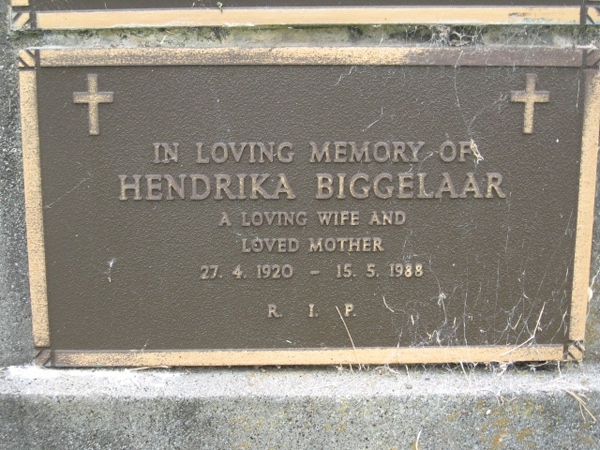 IN LOVING MEMORY OF
HENDRIKA BIGGELAAR
A LOVING WIFE AND
LOVED MOTHER
27. 4. 1920 - 15. 5. 1988
R. I. P.